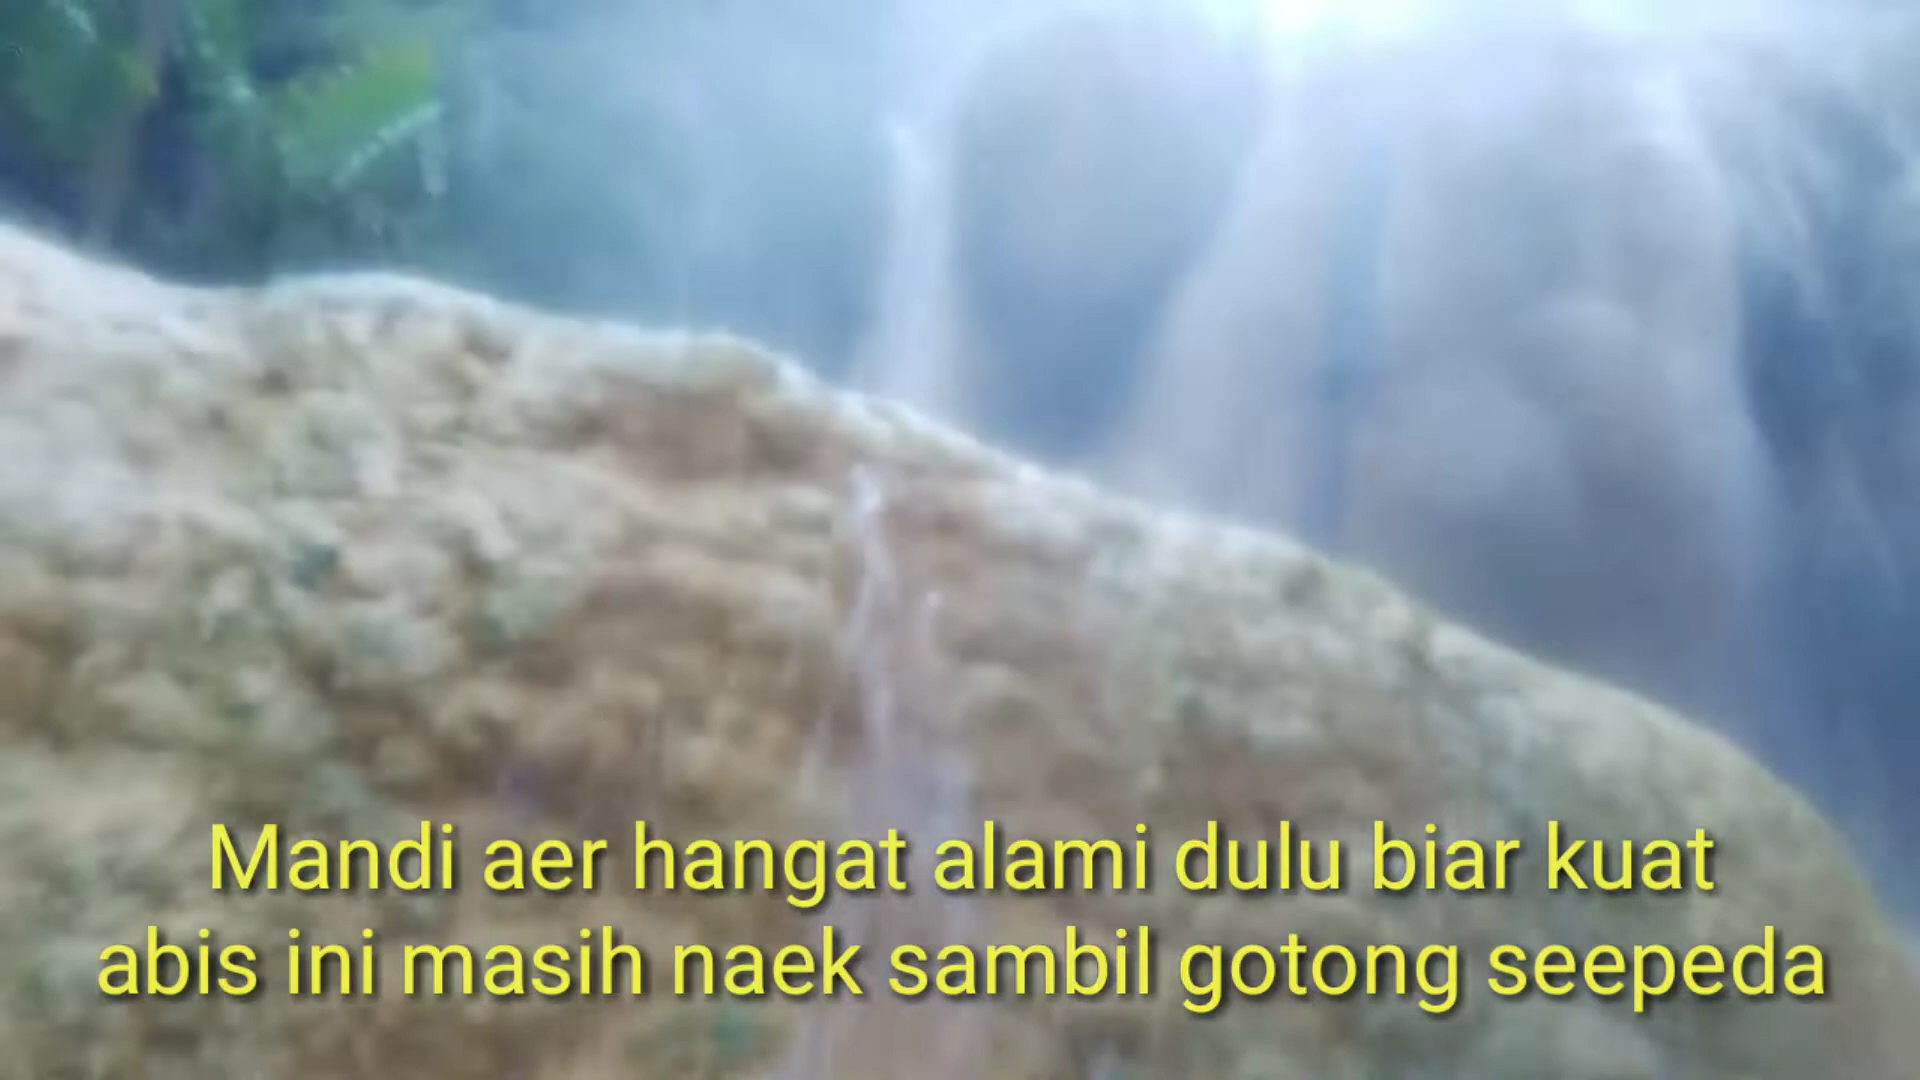 Mandi aer hangat alami dulu biar kuat
abis ini masih naek sambil gotong seepeda